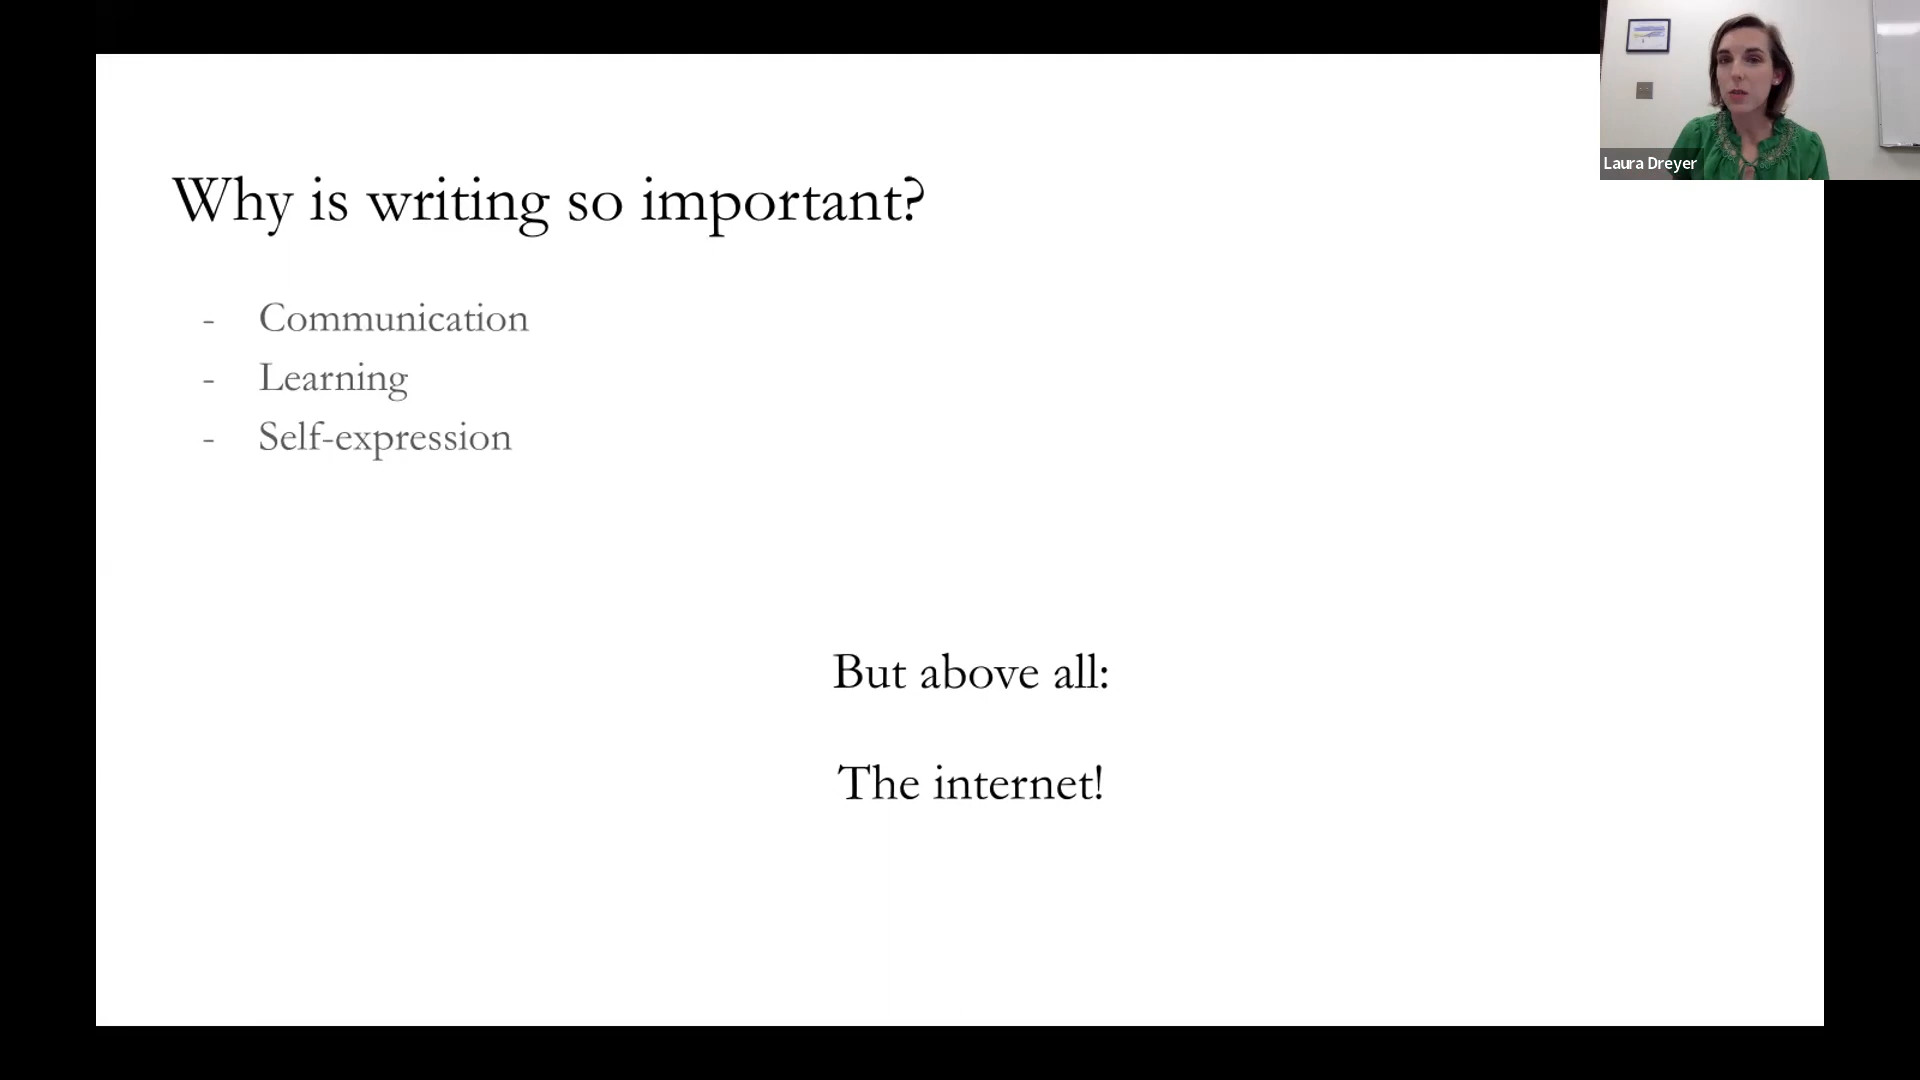 Why is writing so important?
- Communication
- Learning
- Self-expression
But above all:
The internet!
Laura Dreyer